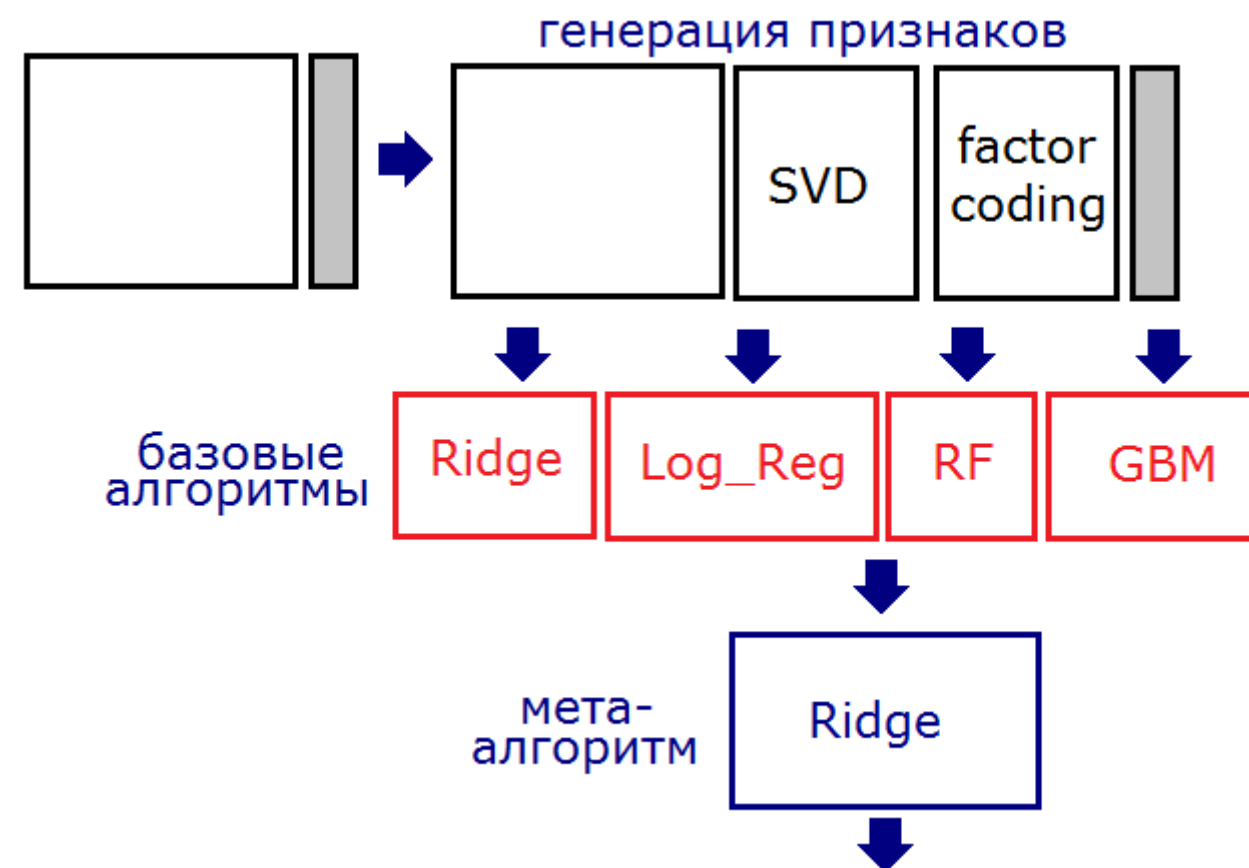 генерация признаков
SVD
factor
coding
базовые
алгоритмы
Ridge
Log_Reg
RF
GBM
мета-
алгоритм
Ridge